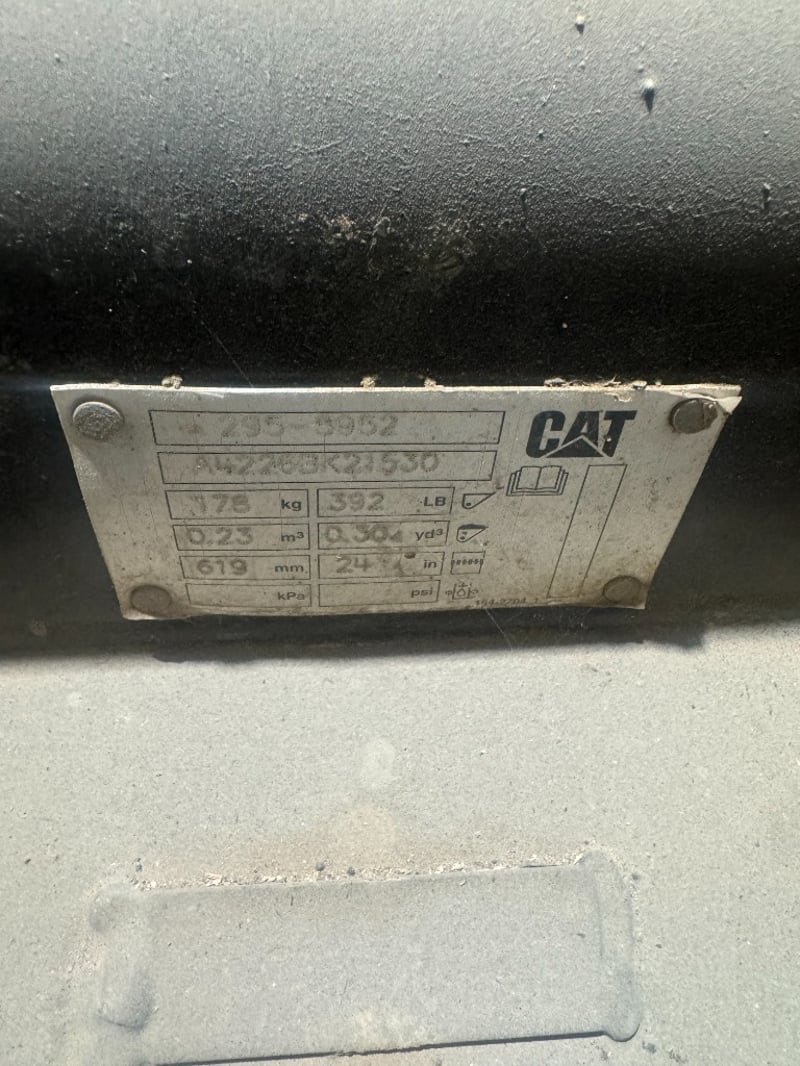 CAT
295-5952
A4226BK21530
178 kg 392 LB
0.23 m³ 0.30 yd³
619 mm 24 in
kPa psi